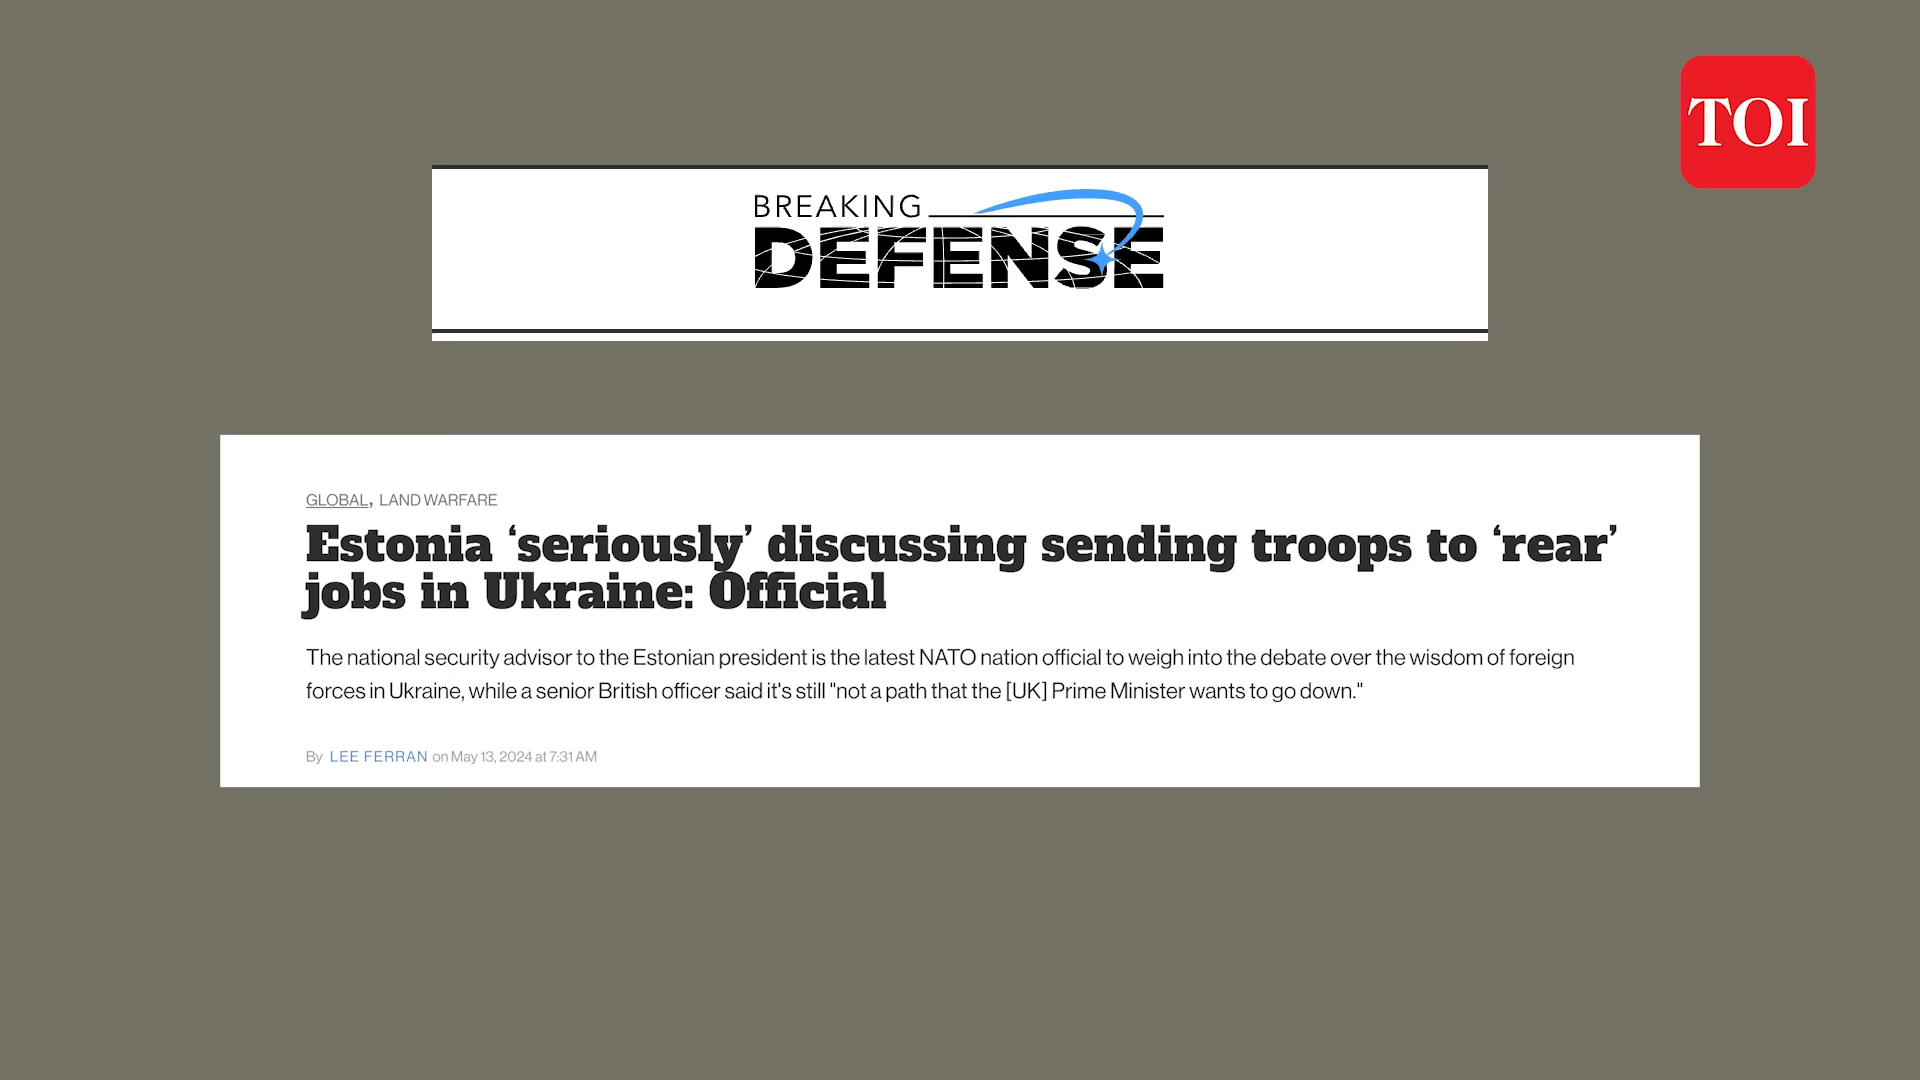 TOI
BREAKING
DEFENSE
GLOBAL, LAND WARFARE
Estonia ‘seriously’ discussing sending troops to ‘rear’
jobs in Ukraine: Official
The national security advisor to the Estonian president is the latest NATO nation official to weigh into the debate over the wisdom of foreign
forces in Ukraine, while a senior British officer said it's still "not a path that the [UK] Prime Minister wants to go down."
By LEE FERRAN on May 13, 2024 at 7:31 AM